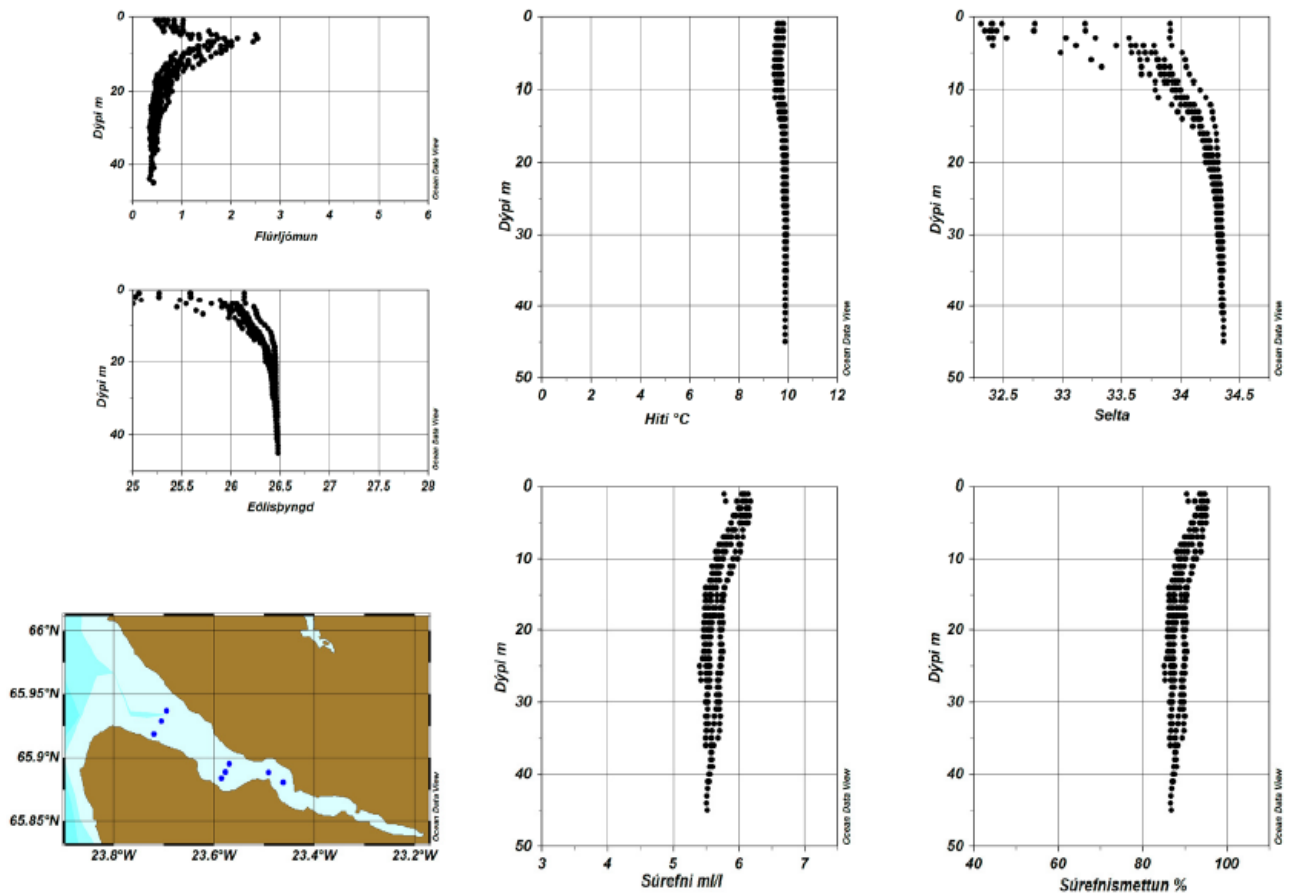 0
20
40
Dýpi m
0 1 2 3 4 5 6
Flúrljómun
Ocean Data View
0
20
40
Dýpi m
25 25.5 26 26.5 27 27.5 28
Eðlisþyngd
Ocean Data View
0
10
20
30
40
50
Dýpi m
0 2 4 6 8 10 12
Hiti °C
Ocean Data View
0
10
20
30
40
50
Dýpi m
32.5 33 33.5 34 34.5
Selta
Ocean Data View
66°N
65.95°N
65.9°N
65.85°N
23.8°W 23.6°W 23.4°W 23.2°W
Ocean Data View
0
10
20
30
40
50
Dýpi m
3 4 5 6 7
Súrefni ml/l
Ocean Data View
0
10
20
30
40
50
Dýpi m
40 60 80 100
Súrefnismettun %
Ocean Data View